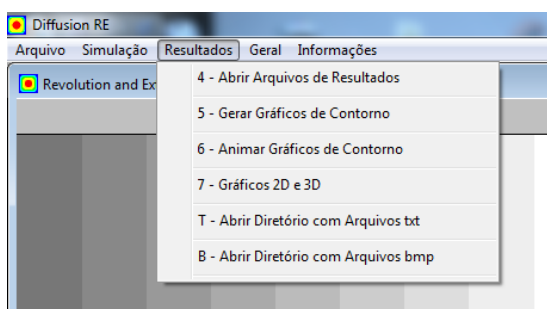 Diffusion RE
Arquivo Simulação Resultados Geral Informações
Revolution and Ex
4 - Abrir Arquivos de Resultados
5 - Gerar Gráficos de Contorno
6 - Animar Gráficos de Contorno
7 - Gráficos 2D e 3D
T - Abrir Diretório com Arquivos txt
B - Abrir Diretório com Arquivos bmp